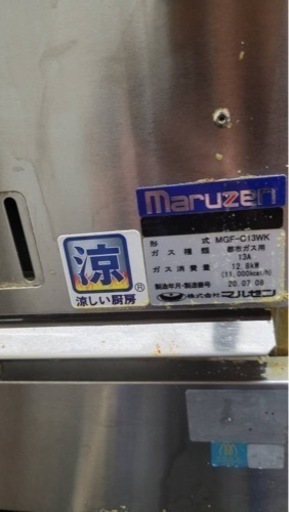 maruzen
形 式 MGF-C13WK
ガス種類 都市ガス用
13A
ガス消費量 12.8kW
(11,000kcal/h)
製造年月・製造番号 20.07 08
株式会社マルゼン
涼
涼しい厨房®